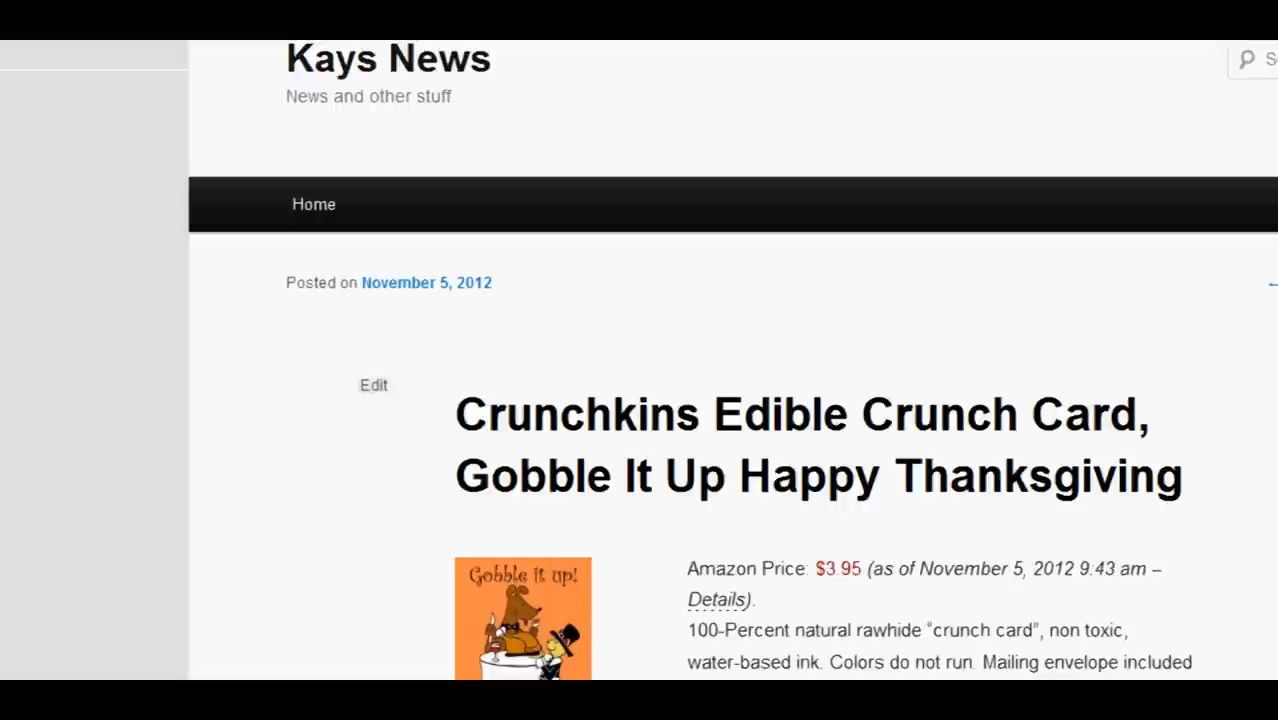 Kays News
News and other stuff
Home
Posted on November 5, 2012
Edit
Crunchkins Edible Crunch Card,
Gobble It Up Happy Thanksgiving
Gobble it up!
Amazon Price: $3.95 (as of November 5, 2012 9:43 am –
Details).
100-Percent natural rawhide “crunch card”, non toxic,
water-based ink. Colors do not run. Mailing envelope included